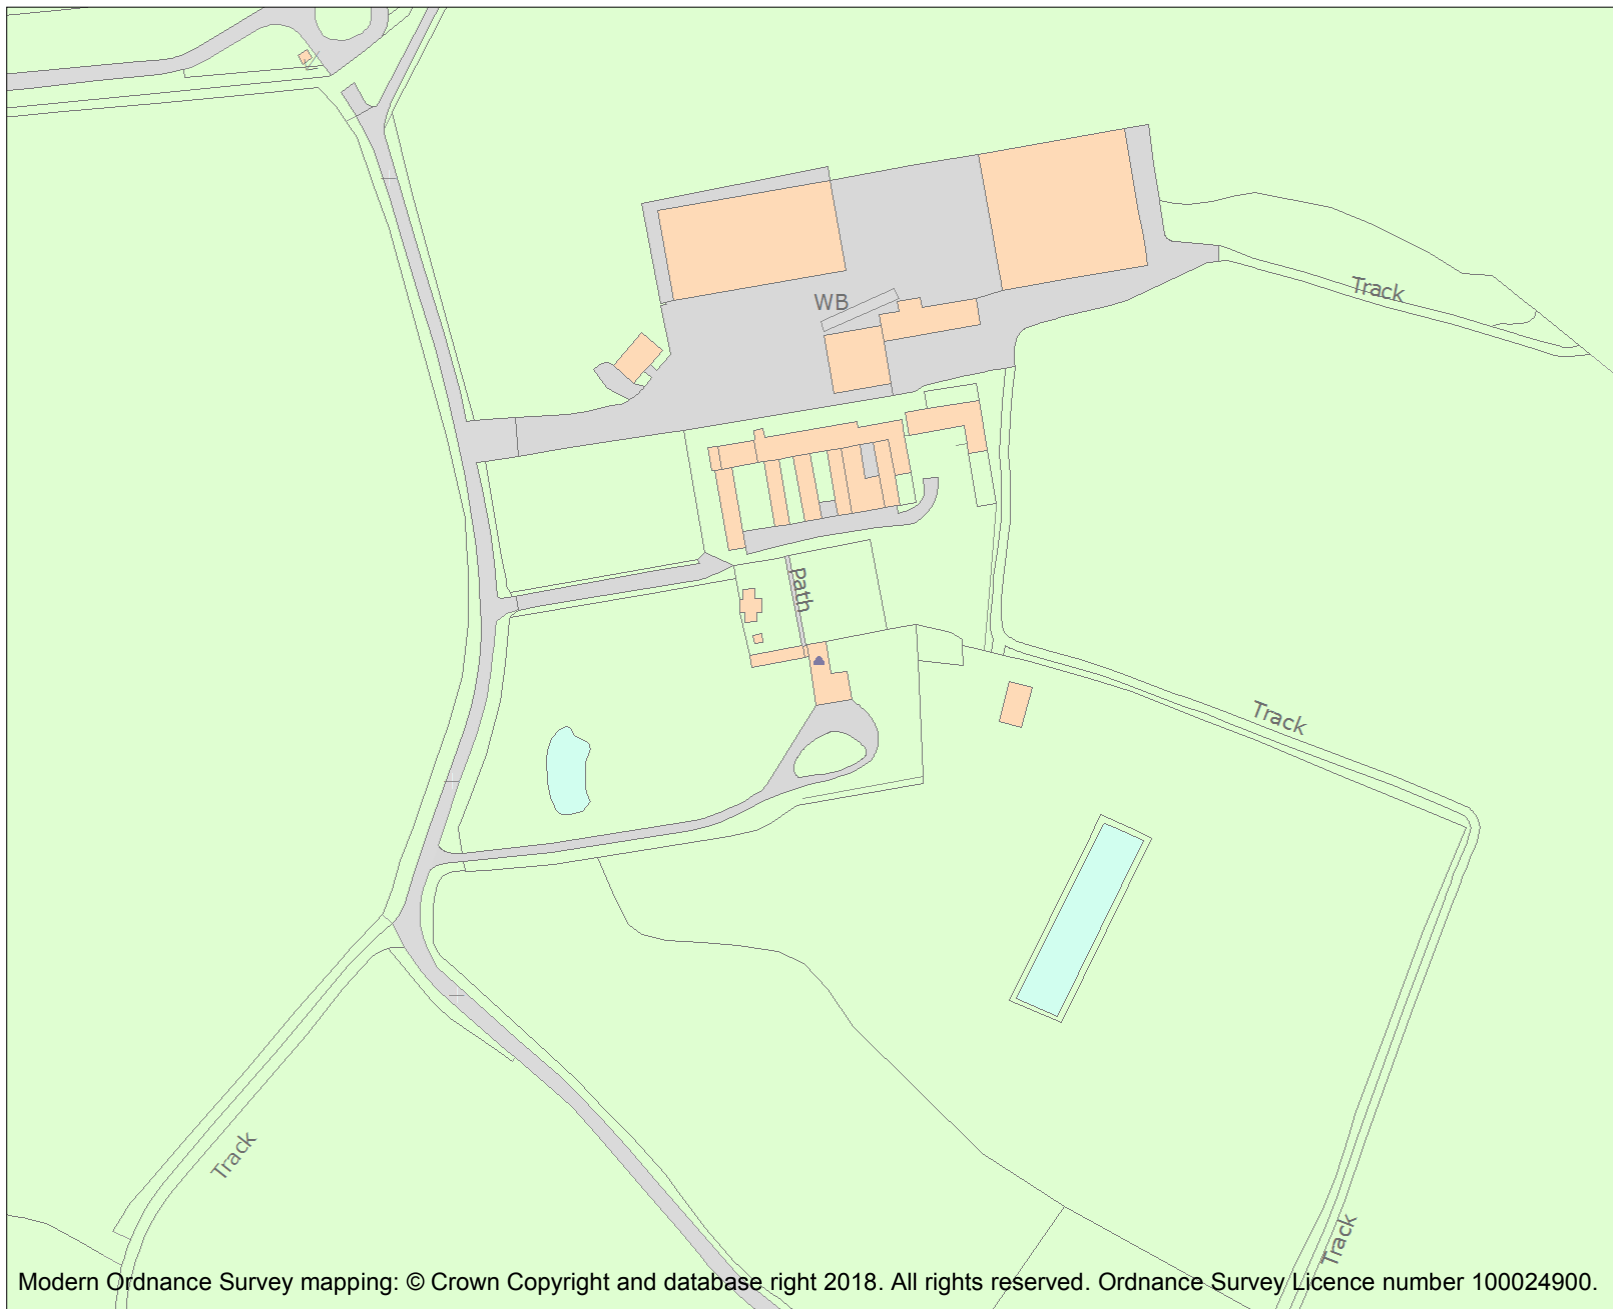 Track
WB
Path
Track
Track
Track
Modern Ordnance Survey mapping: © Crown Copyright and database right 2018. All rights reserved. Ordnance Survey Licence number 100024900.